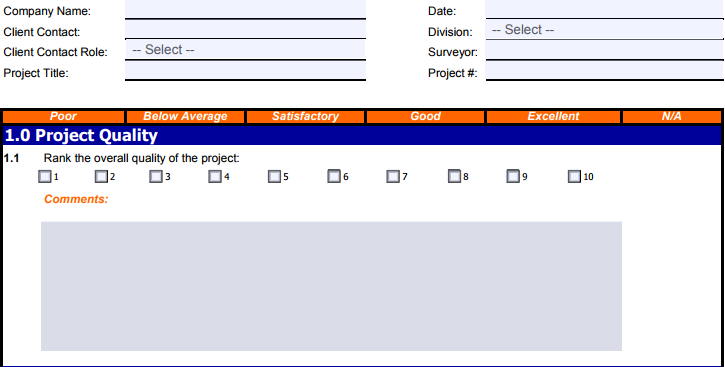 Company Name: Date:
Client Contact: Division: -- Select --
Client Contact Role: -- Select -- Surveyor:
Project Title: Project #:
Poor Below Average Satisfactory Good Excellent N/A
1.0 Project Quality
1.1 Rank the overall quality of the project:
1 2 3 4 5 6 7 8 9 10
Comments: